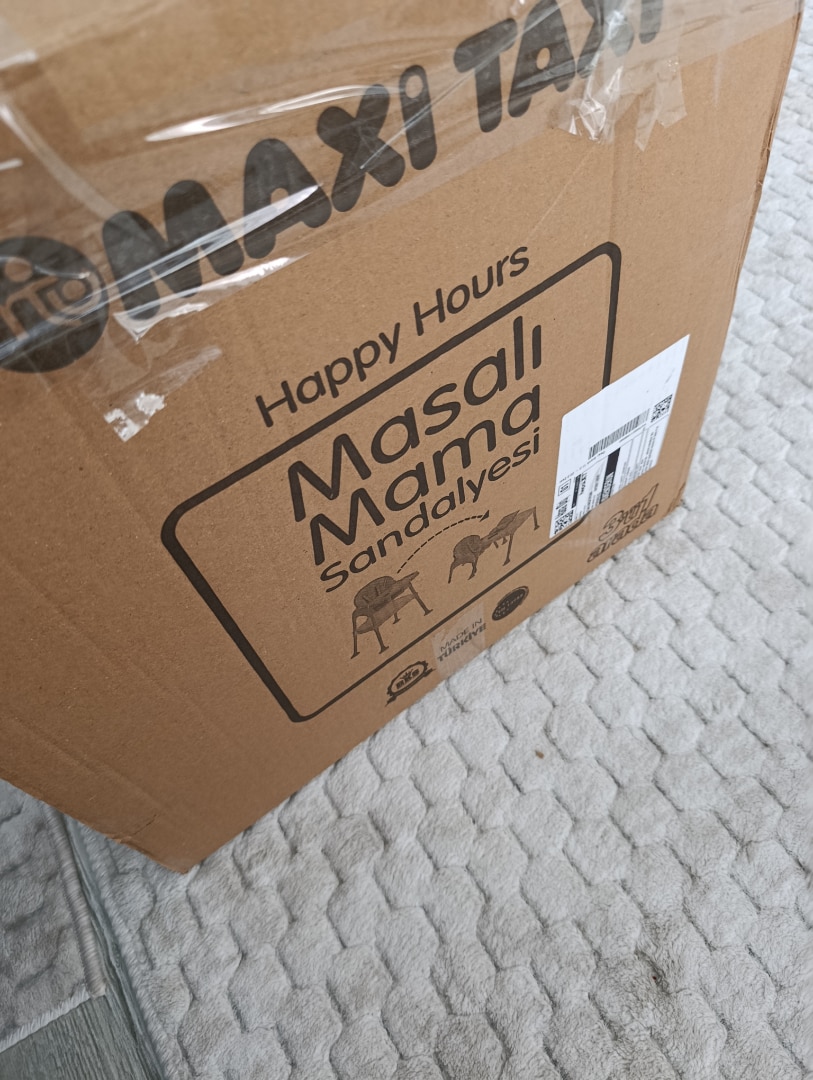 MAXI TAXI
Happy Hours
Masalı
Mama
Sandalyesi
MADE IN
TÜRKİYE